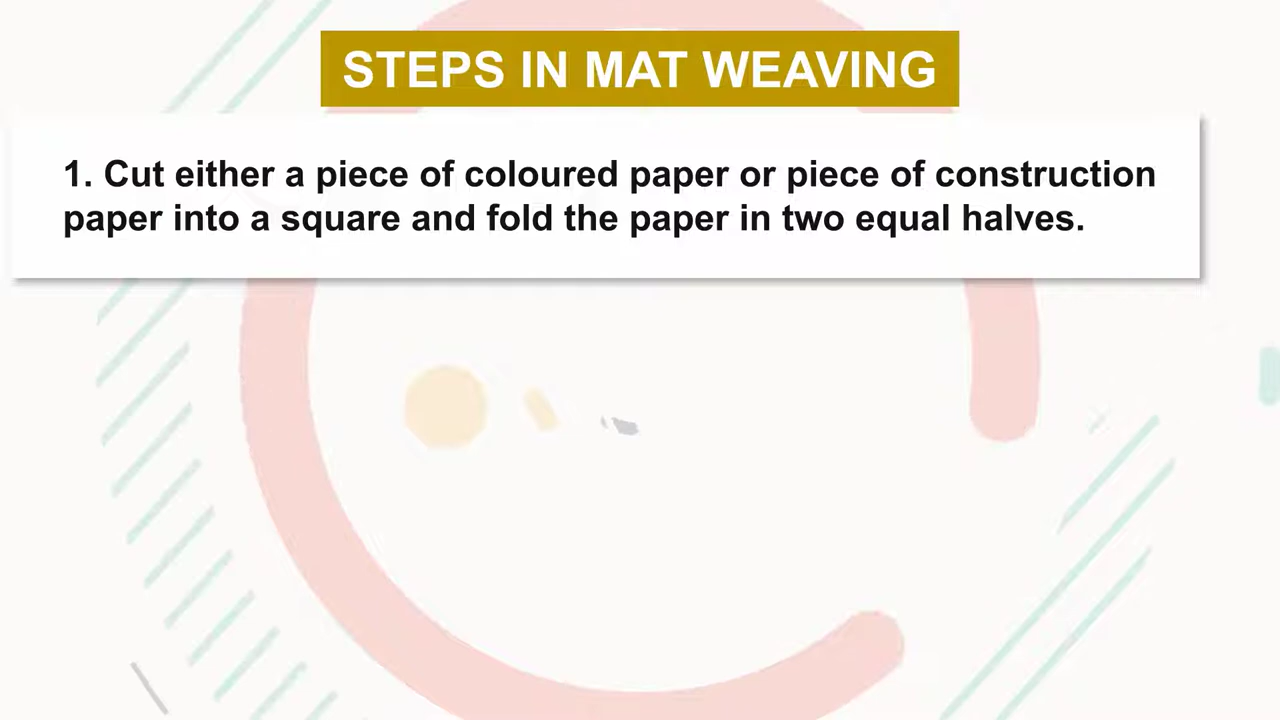 STEPS IN MAT WEAVING
1. Cut either a piece of coloured paper or piece of construction
paper into a square and fold the paper in two equal halves.